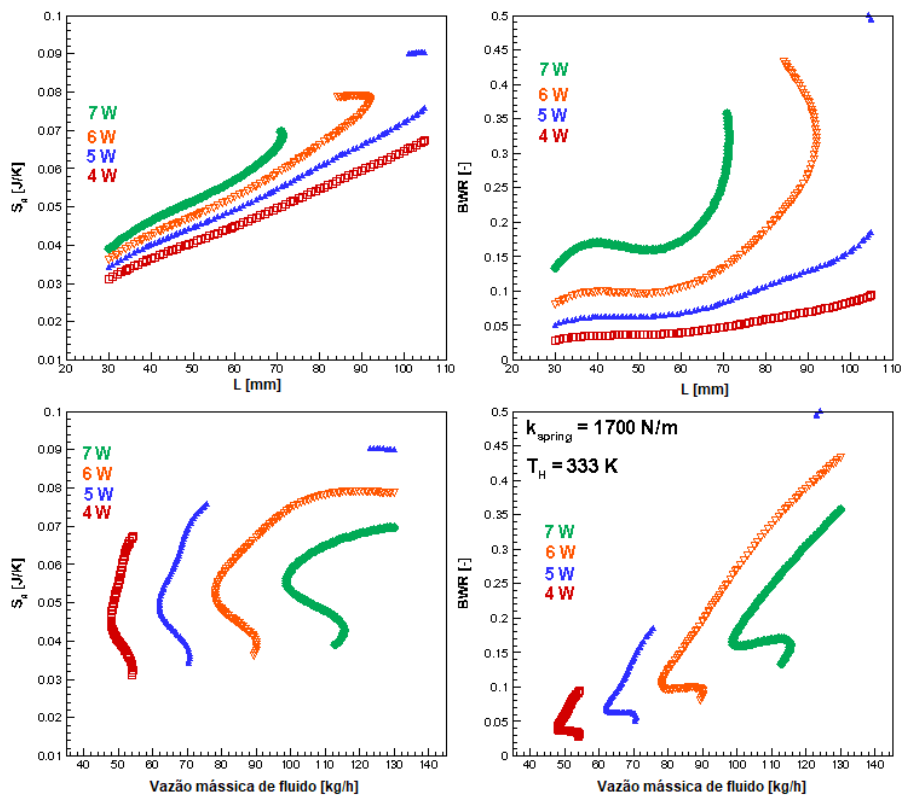 0.1
0.09
0.08
0.07
0.06
0.05
0.04
0.03
0.02
0.01
S_a [J/K]
7 W
6 W
5 W
4 W
20 30 40 50 60 70 80 90 100 110
L [mm]
0.5
0.45
0.4
0.35
0.3
0.25
0.2
0.15
0.1
0.05
0
BWR [-]
7 W
6 W
5 W
4 W
20 30 40 50 60 70 80 90 100 110
L [mm]
0.1
0.09
0.08
0.07
0.06
0.05
0.04
0.03
0.02
0.01
S_a [J/K]
7 W
6 W
5 W
4 W
40 50 60 70 80 90 100 110 120 130 140
Vazão mássica de fluido [kg/h]
0.5
0.45
0.4
0.35
0.3
0.25
0.2
0.15
0.1
0.05
0
BWR [-]
k_spring = 1700 N/m
T_H = 333 K
7 W
6 W
5 W
4 W
40 50 60 70 80 90 100 110 120 130 140
Vazão mássica de fluido [kg/h]